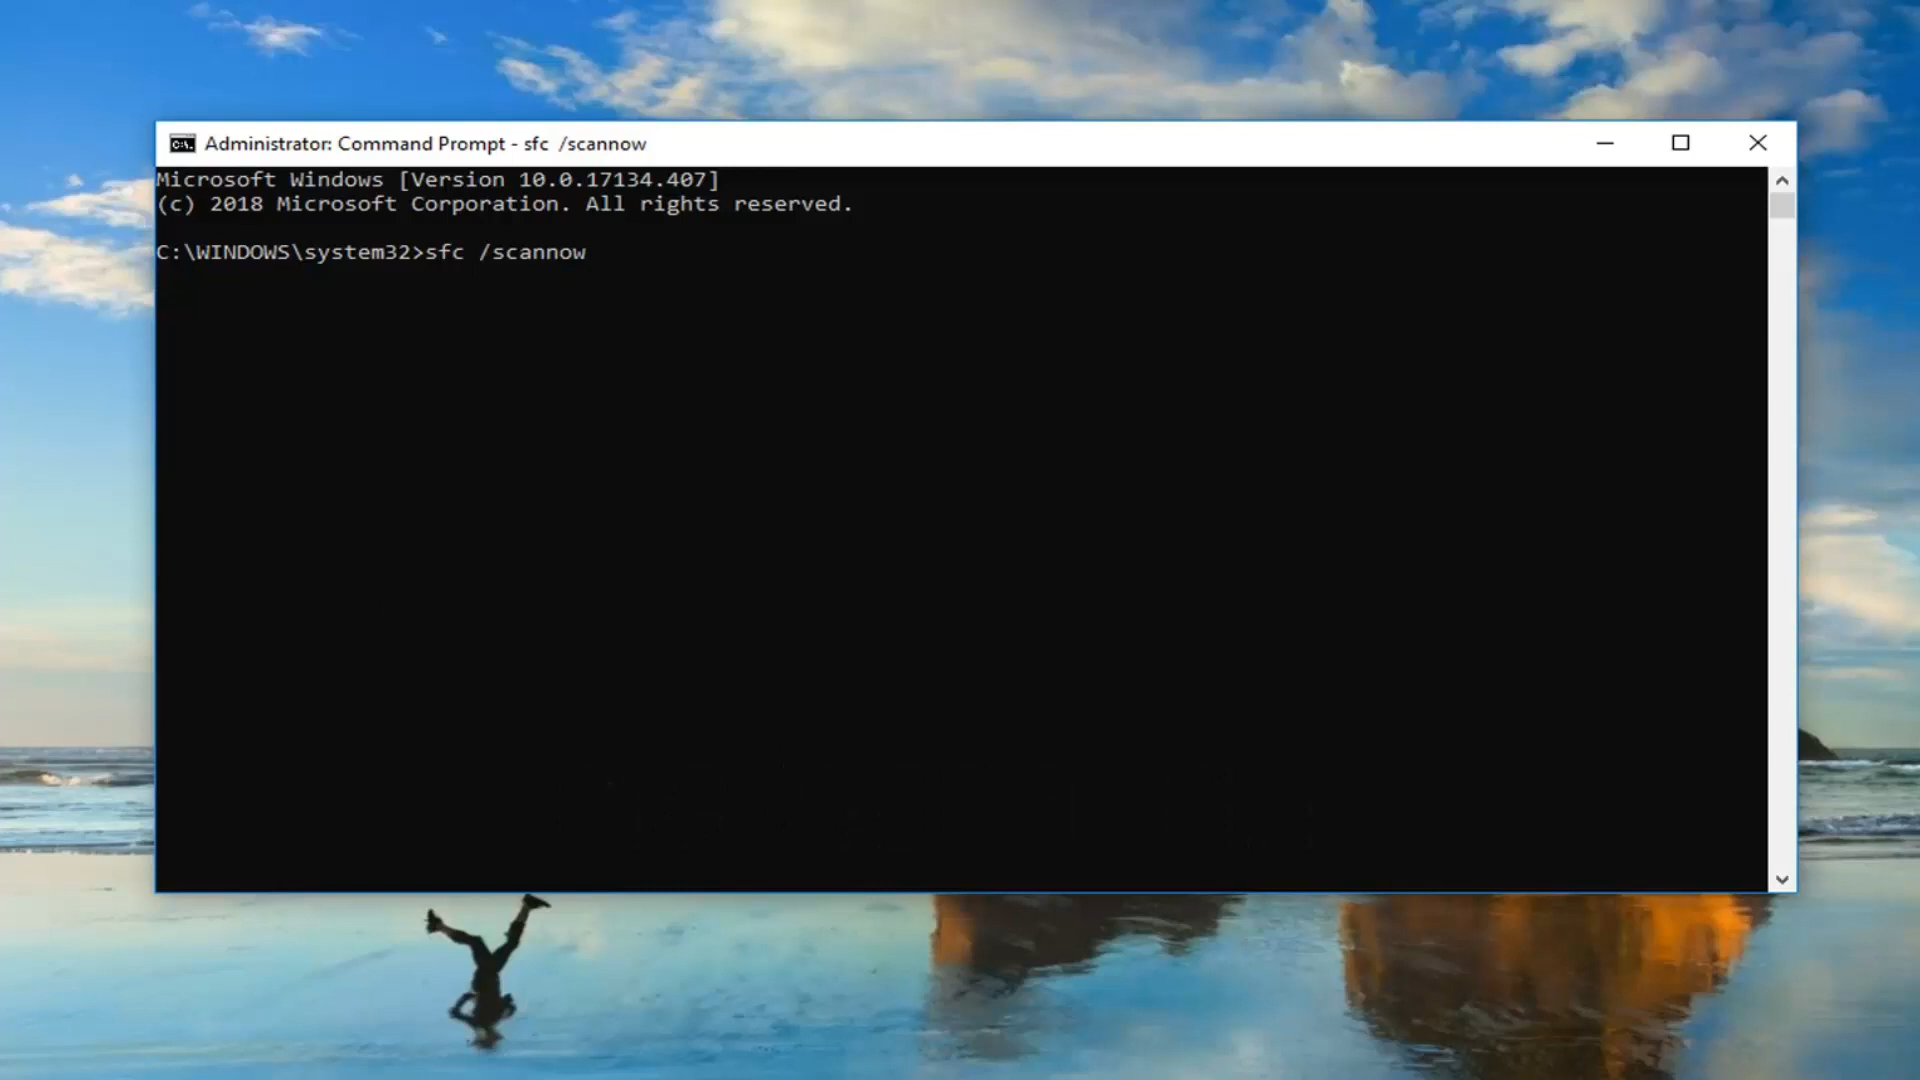 Administrator: Command Prompt - sfc  /scannow
Microsoft Windows [Version 10.0.17134.407]
(c) 2018 Microsoft Corporation. All rights reserved.
C:\WINDOWS\system32>sfc /scannow